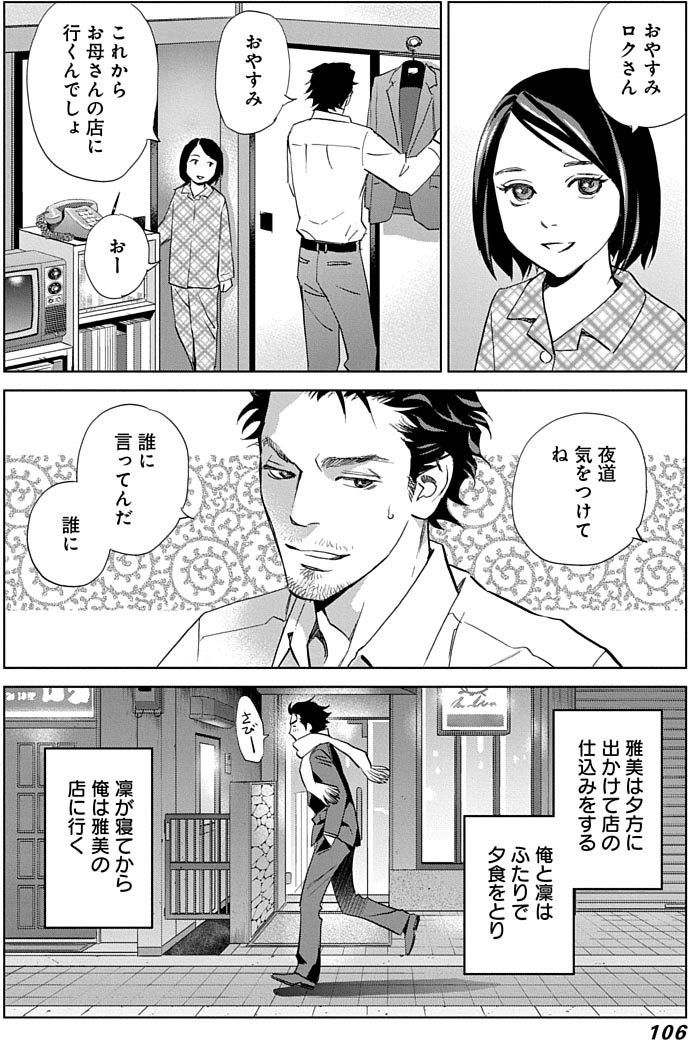 おやすみ
ロクさん
おやすみ
これから
お母さんの店に
行くんでしょ
おー
夜道
気をつけて
ね
誰に
言ってんだ
誰に
雅美は夕方に
出かけて店の
仕込みをする
俺と凜は
ふたりで
夕食をとり
さびー
凜が寝てから
俺は雅美の
店に行く
106